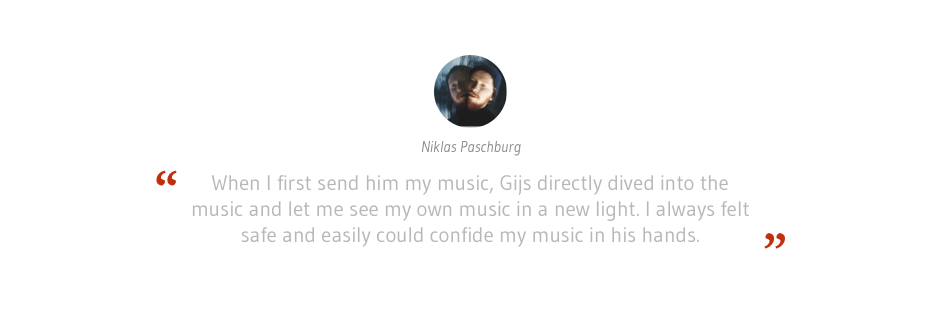 Niklas Paschburg
“ When I first send him my music, Gijs directly dived into the
music and let me see my own music in a new light. I always felt
safe and easily could confide my music in his hands. ”